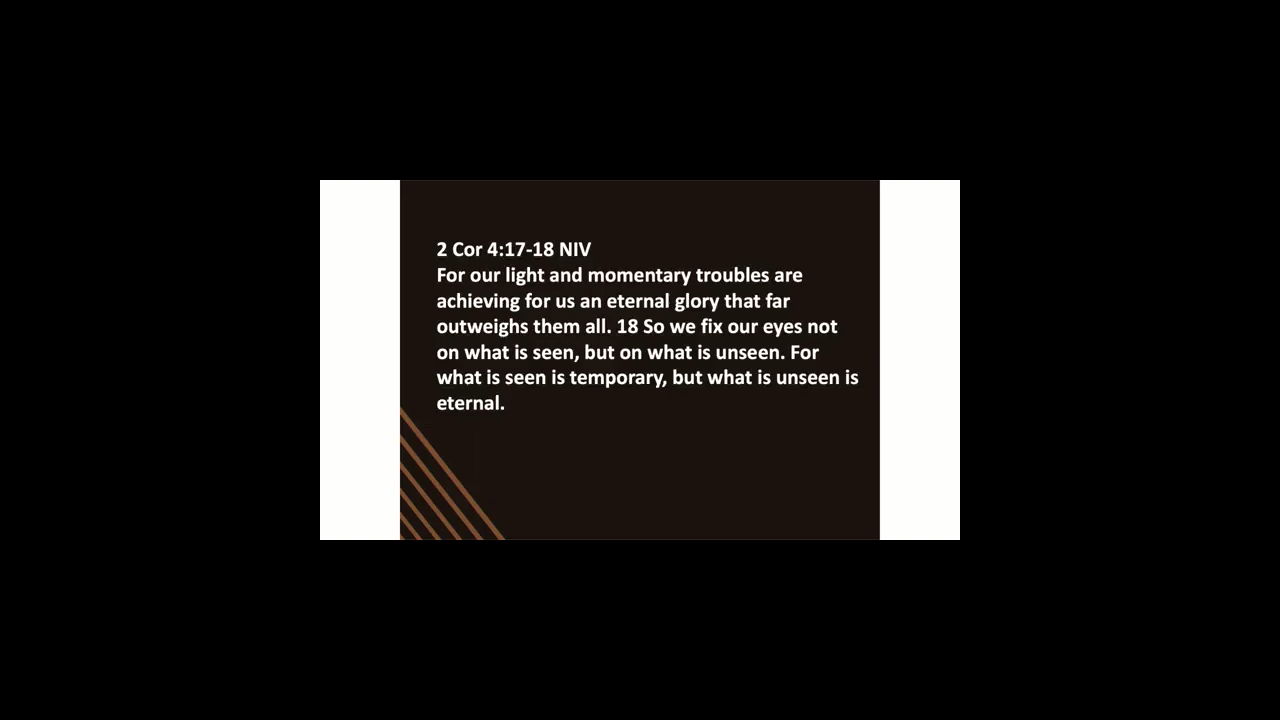 2 Cor 4:17-18 NIV
For our light and momentary troubles are
achieving for us an eternal glory that far
outweighs them all. 18 So we fix our eyes not
on what is seen, but on what is unseen. For
what is seen is temporary, but what is unseen is
eternal.